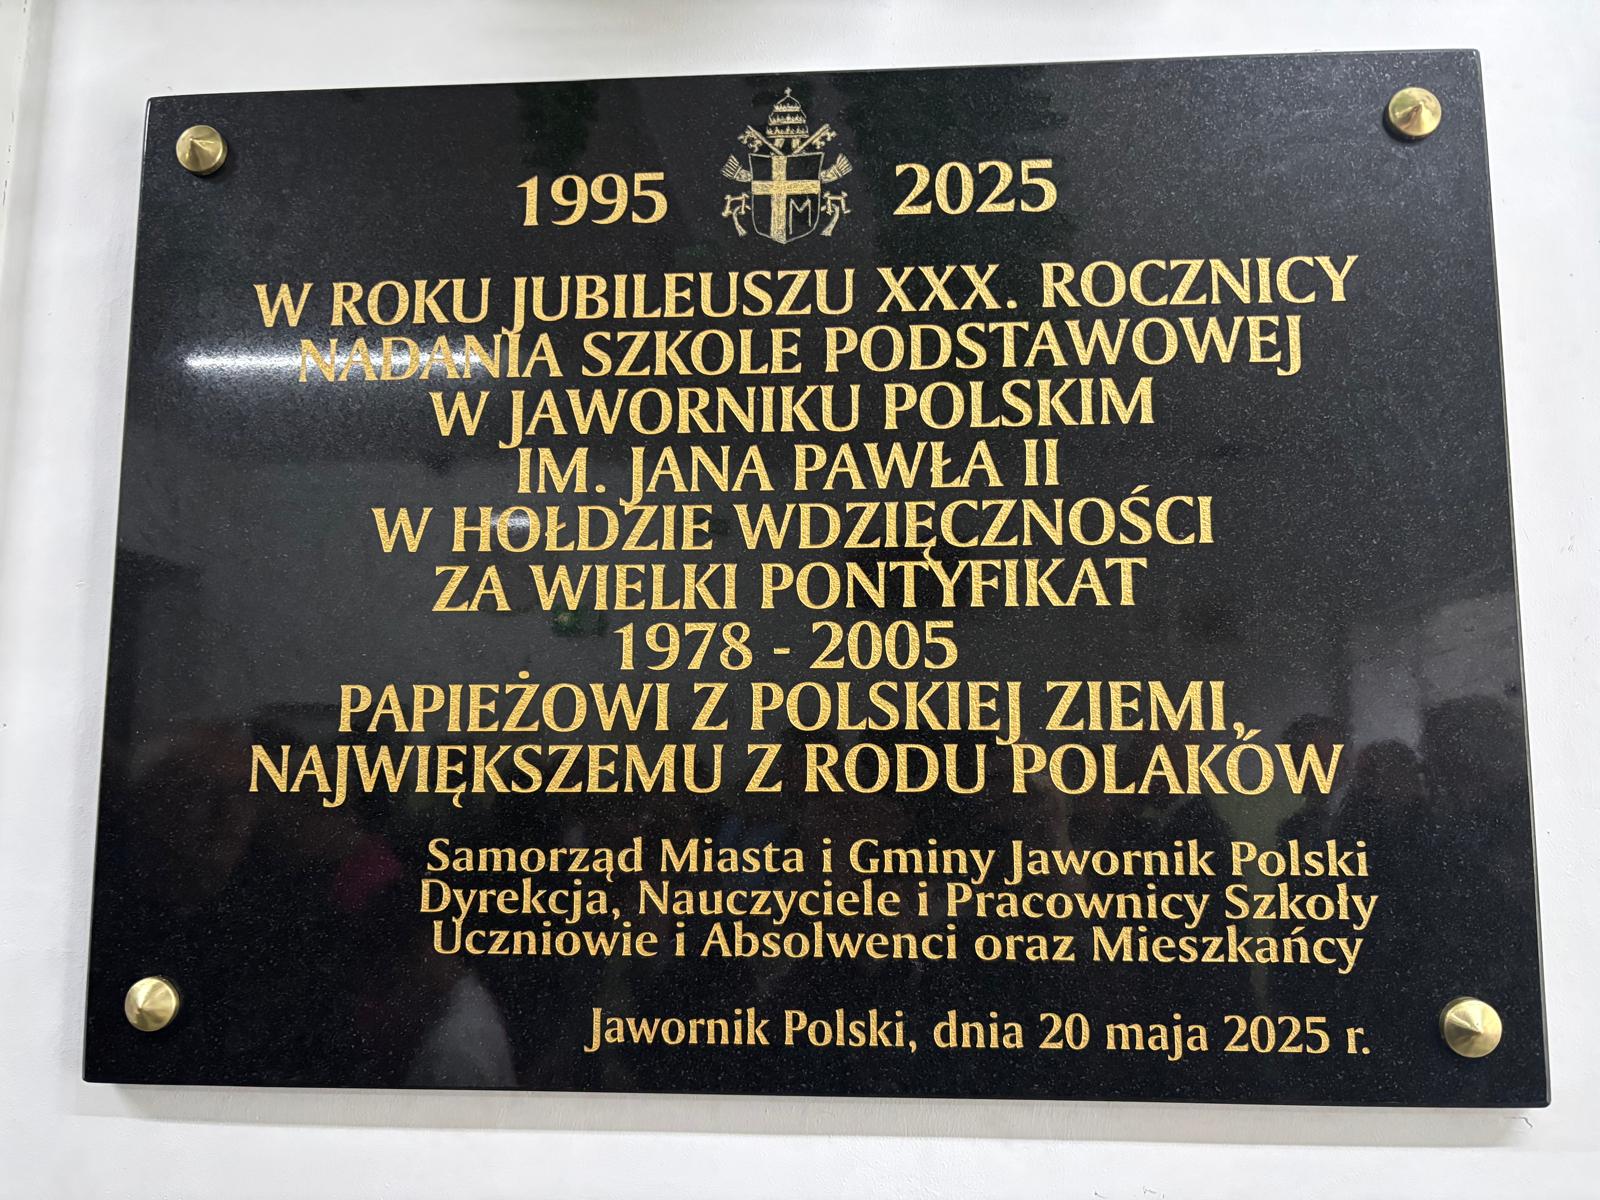 1995 2025
W ROKU JUBILEUSZU XXX. ROCZNICY
NADANIA SZKOLE PODSTAWOWEJ
W JAWORNIKU POLSKIM
IM. JANA PAWŁA II
W HOŁDZIE WDZIĘCZNOŚCI
ZA WIELKI PONTYFIKAT
1978 - 2005
PAPIEŻOWI Z POLSKIEJ ZIEMI,
NAJWIĘKSZEMU Z RODU POLAKÓW
Samorząd Miasta i Gminy Jawornik Polski
Dyrekcja, Nauczyciele i Pracownicy Szkoły
Uczniowie i Absolwenci oraz Mieszkańcy
Jawornik Polski, dnia 20 maja 2025 r.